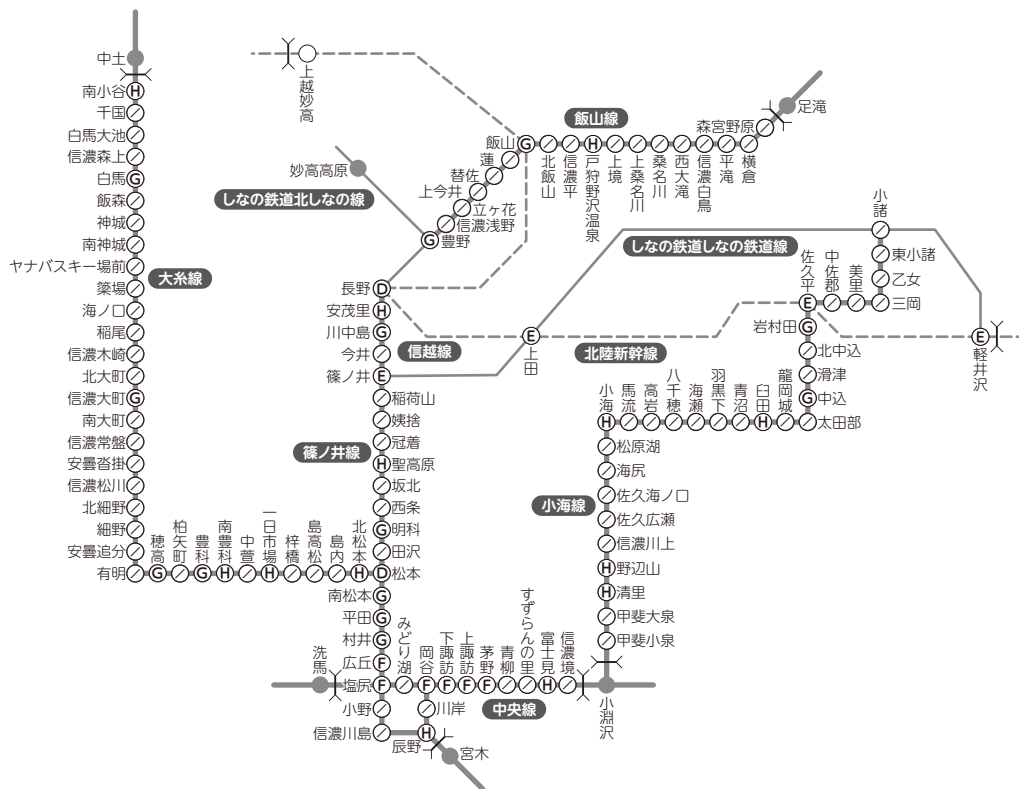 中土
南小谷
H
千国
白馬大池
信濃森上
白馬
G
飯森
神城
南神城
ヤナバスキー場前
簗場
海ノ口
稲尾
信濃木崎
北大町
信濃大町
G
南大町
信濃常盤
安曇沓掛
信濃松川
北細野
細野
安曇追分
有明
大糸線
穂高
G
柏矢町
豊科
G
南豊科
H
中萱
一日市場
H
梓橋
島高松
島内
北松本
H
松本
D
上越妙高
妙高高原
しなの鉄道北しなの線
飯山
G
蓮
替佐
上今井
立ヶ花
信濃浅野
豊野
G
飯山線
北飯山
信濃平
戸狩野沢温泉
H
上境
上桑名川
桑名川
西大滝
信濃白鳥
平滝
横倉
森宮野原
足滝
長野
D
安茂里
H
川中島
G
今井
篠ノ井
E
信越線
稲荷山
姨捨
冠着
聖高原
H
坂北
西条
明科
G
田沢
篠ノ井線
南松本
G
平田
G
村井
G
広丘
F
塩尻
F
洗馬
小野
信濃川島
辰野
H
川岸
宮木
みどり湖
岡谷
F
下諏訪
F
上諏訪
F
茅野
F
青柳
すずらんの里
富士見
H
信濃境
中央線
小淵沢
上田
E
北陸新幹線
しなの鉄道しなの鉄道線
小諸
東小諸
乙女
三岡
美里
中佐都
佐久平
E
軽井沢
E
岩村田
G
北中込
滑津
中込
G
太田部
龍岡城
臼田
H
青沼
羽黒下
海瀬
八千穂
高岩
馬流
小海
H
松原湖
海尻
佐久海ノ口
佐久広瀬
信濃川上
野辺山
H
清里
H
甲斐大泉
甲斐小泉
小海線